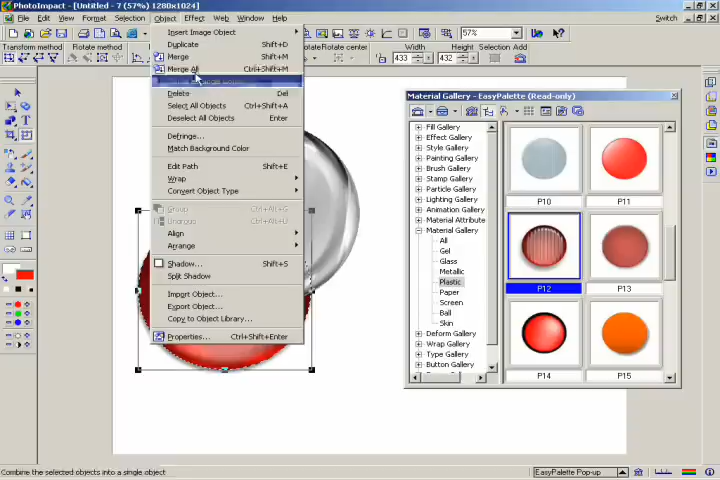 PhotoImpact - [Untitled - 7 (57%) 1280x1024]
File Edit View Format Selection Object Effect Web Window Help Switch
57%
Transform method Rotate method Rotate 433 432
Insert Image Object
Duplicate Shift+D
Merge Shift+M
Merge All Ctrl+Shift+M
Delete Del
Select All Objects Ctrl+Shift+A
Deselect All Objects Enter
Defringe...
Match Background Color
Edit Path Shift+E
Wrap
Convert Object Type
Group Ctrl+Alt+G
Ungroup Ctrl+Alt+U
Align
Arrange
Shadow... Shift+S
Split Shadow
Import Object...
Export Object...
Copy to Object Library...
Properties... Ctrl+Shift+Enter
Material Gallery - EasyPalette (Read-only)
Fill Gallery
Effect Gallery
Style Gallery
Painting Gallery
Brush Gallery
Stamp Gallery
Particle Gallery
Lighting Gallery
Animation Gallery
Material Attribute
Material Gallery
All
Gel
Glass
Metallic
Plastic
Paper
Screen
Ball
Skin
Deform Gallery
Wrap Gallery
Type Gallery
Button Gallery
P10 P11
P12 P13
P14 P15
Combine the selected objects into a single object
EasyPalette Pop-up